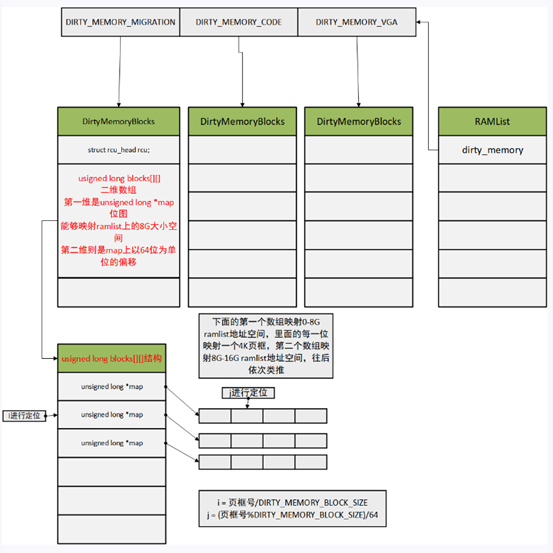 DIRTY_MEMORY_MIGRATION
DIRTY_MEMORY_CODE
DIRTY_MEMORY_VGA
DirtyMemoryBlocks
DirtyMemoryBlocks
DirtyMemoryBlocks
RAMList
struct rcu_head rcu;
dirty_memory
usigned long blocks[][]
二维数组
第一维是unsigned long *map
位图
能够映射ramlist上的8G大小空
间
第二维则是map上以64位为单
位的偏移
下面的第一个数组映射0-8G
ramlist地址空间，里面的每一位
映射一个4K页框，第二个数组映
射8G-16G ramlist地址空间，往后
依次类推
usigned long blocks[][]结构
j进行定位
unsigned long *map
i进行定位
unsigned long *map
unsigned long *map
i = 页框号/DIRTY_MEMORY_BLOCK_SIZE
j = (页框号%DIRTY_MEMORY_BLOCK_SIZE)/64